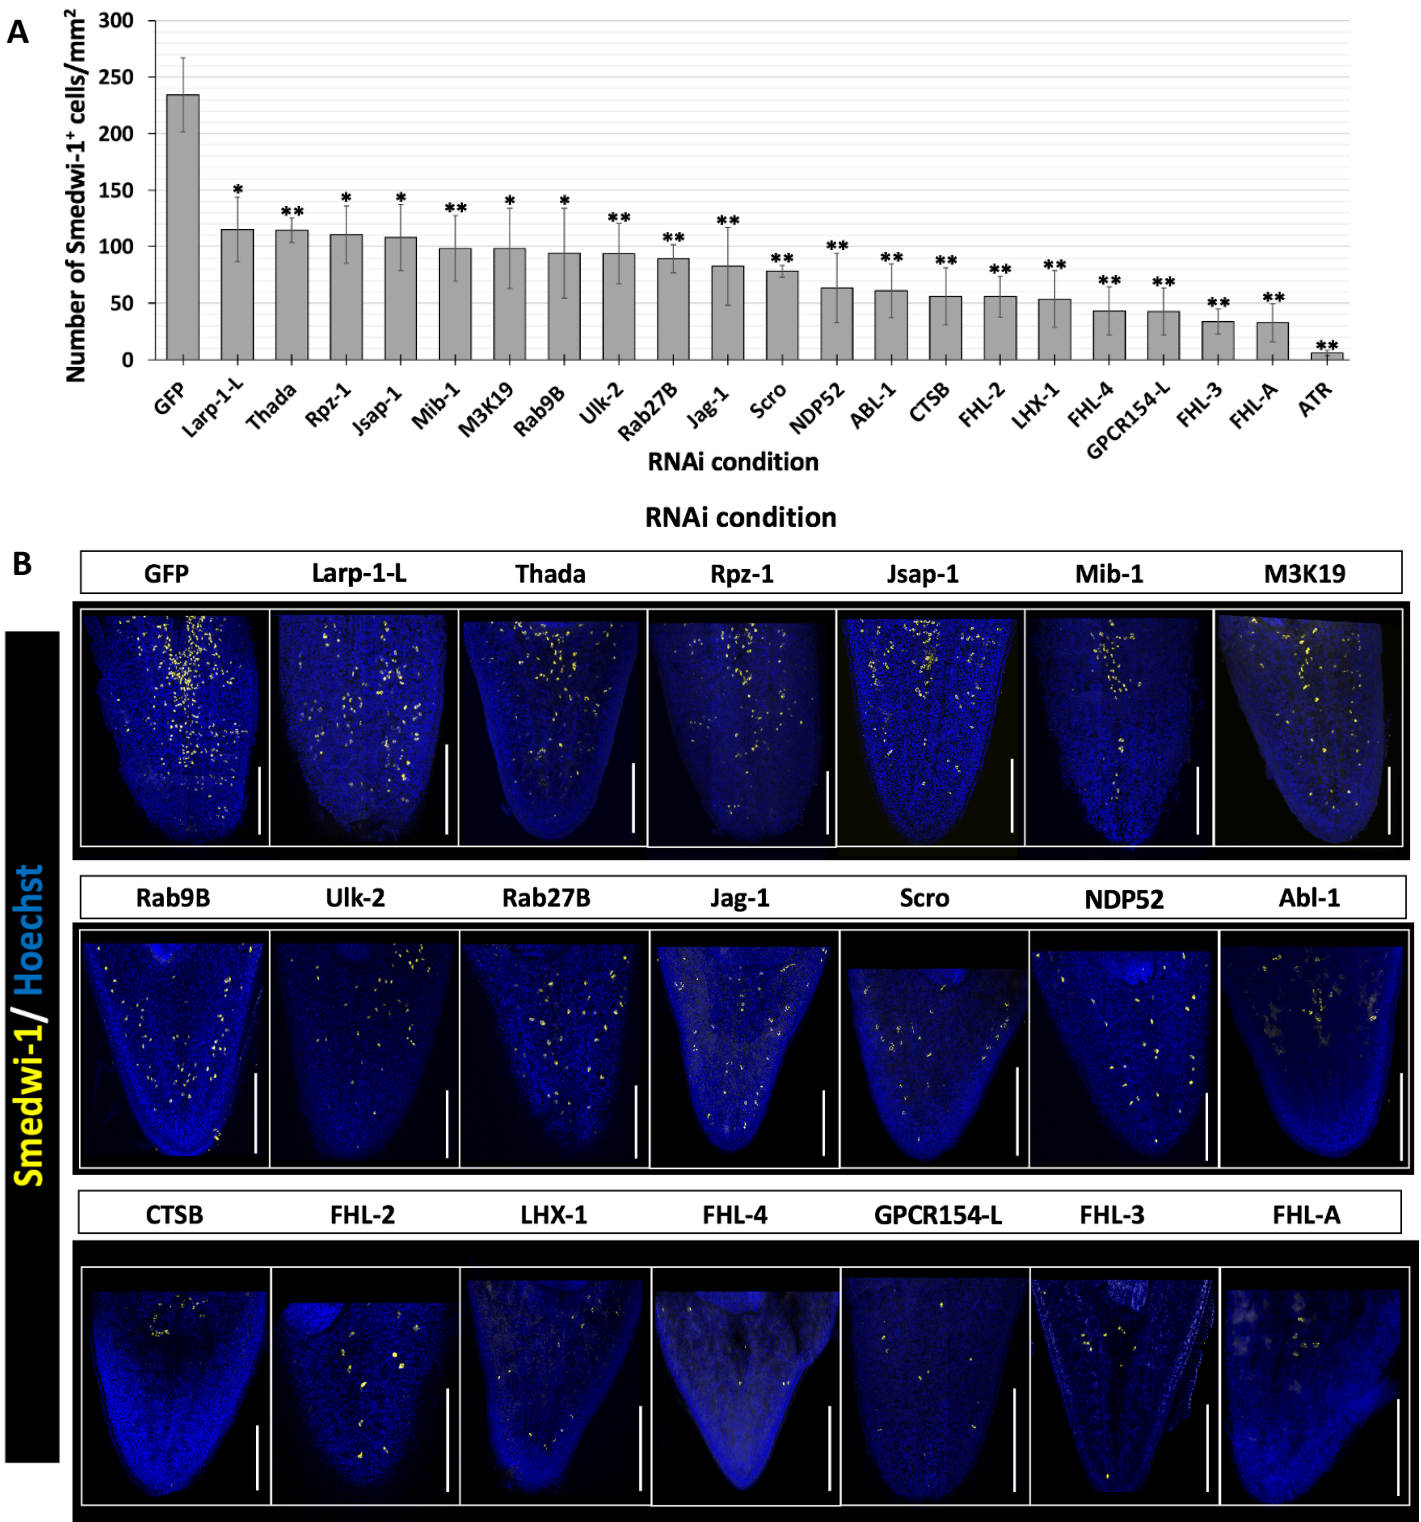 A
Number of Smedwi-1⁺ cells/mm²
300
250
200
150
100
50
0
* ** * * ** * * ** ** ** ** ** ** ** ** ** ** ** ** ** **
GFP Larp-1-L Thada Rpz-1 Jsap-1 Mib-1 M3K19 Rab9B Ulk-2 Rab27B Jag-1 Scro NDP52 ABL-1 CTSB FHL-2 LHX-1 FHL-4 GPCR154-L FHL-3 FHL-A ATR
RNAi condition
RNAi condition
B
GFP Larp-1-L Thada Rpz-1 Jsap-1 Mib-1 M3K19
Smedwi-1/ Hoechst
Rab9B Ulk-2 Rab27B Jag-1 Scro NDP52 Abl-1
CTSB FHL-2 LHX-1 FHL-4 GPCR154-L FHL-3 FHL-A